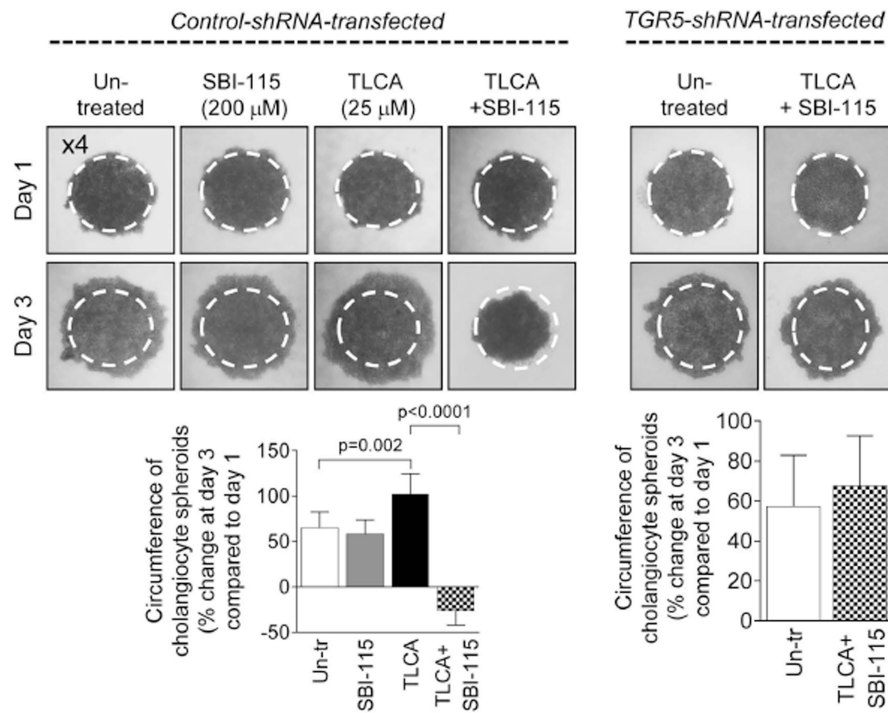 Control-shRNA-transfected
TGR5-shRNA-transfected
Un-
treated
SBI-115
(200 µM)
TLCA
(25 µM)
TLCA
+SBI-115
Un-
treated
TLCA
+ SBI-115
Day 1
x4
Day 3
Circumference of
cholangiocyte spheroids
(% change at day 3
compared to day 1
p<0.0001
p=0.002
150
100
50
0
-50
Un-tr
SBI-115
TLCA
TLCA+
SBI-115
Circumference of
cholangiocyte spheroids
(% change at day 3
compared to day 1
100
80
60
40
20
0
Un-tr
TLCA+
SBI-115